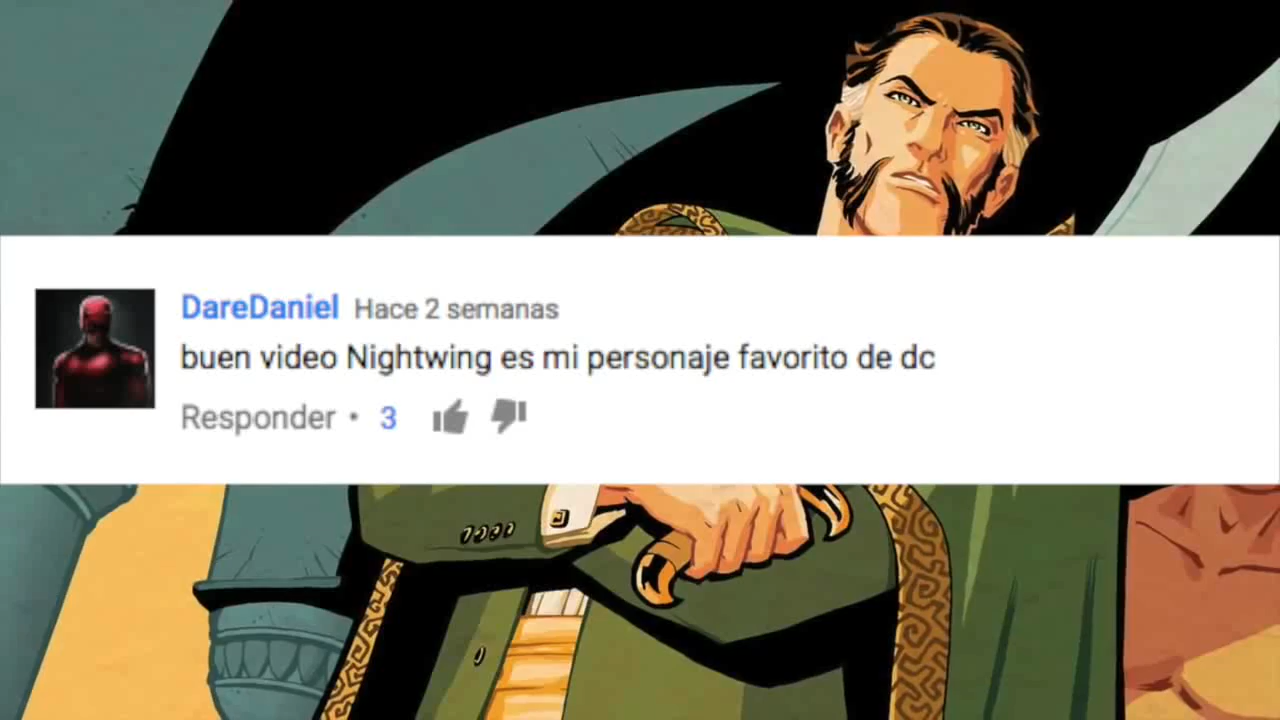 DareDaniel Hace 2 semanas
buen video Nightwing es mi personaje favorito de dc
Responder • 3